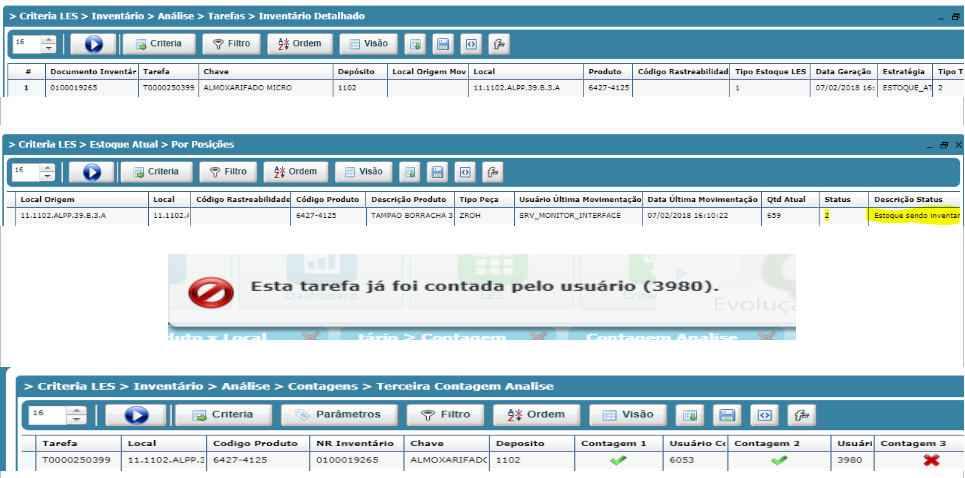 > Criteria LES > Inventário > Análise > Tarefas > Inventário Detalhado
16 Criteria Filtro Ordem Visão
# Documento Inventár Tarefa Chave Depósito Local Origem Mov Local Produto Código Rastreabilidad Tipo Estoque LES Data Geração Estratégia Tipo T
1 0100019265 T0000250399 ALMOXARIFADO MICRO 1102 11.1102.ALPP.39.B.3.A 6427-4125 1 07/02/2018 16: ESTOQUE_AT 2
> Criteria LES > Estoque Atual > Por Posições
16 Criteria Filtro Ordem Visão
Local Origem Local Código Rastreabilidade Código Produto Descrição Produto Tipo Peça Usuário Última Movimentação Data Última Movimentação Qtd Atual Status Descrição Status
11.1102.ALPP.39.B.3.A 11.1102.A 6427-4125 TAMPAO BORRACHA 3 ZROH SRV_MONITOR_INTERFACE 07/02/2018 16:10:22 659 2 Estoque sendo inventar
Esta tarefa já foi contada pelo usuário (3980).
Dashboard LES
Evoluç
duto x Local tário > Contagem Contagem Analise
> Criteria LES > Inventário > Análise > Contagens > Terceira Contagem Analise
16 Criteria Parâmetros Filtro Ordem Visão
Tarefa Local Codigo Produto NR Inventário Chave Deposito Contagem 1 Usuário Co Contagem 2 Usuári Contagem 3
T0000250399 11.1102.ALPP.3 6427-4125 0100019265 ALMOXARIFADO 1102 6053 3980